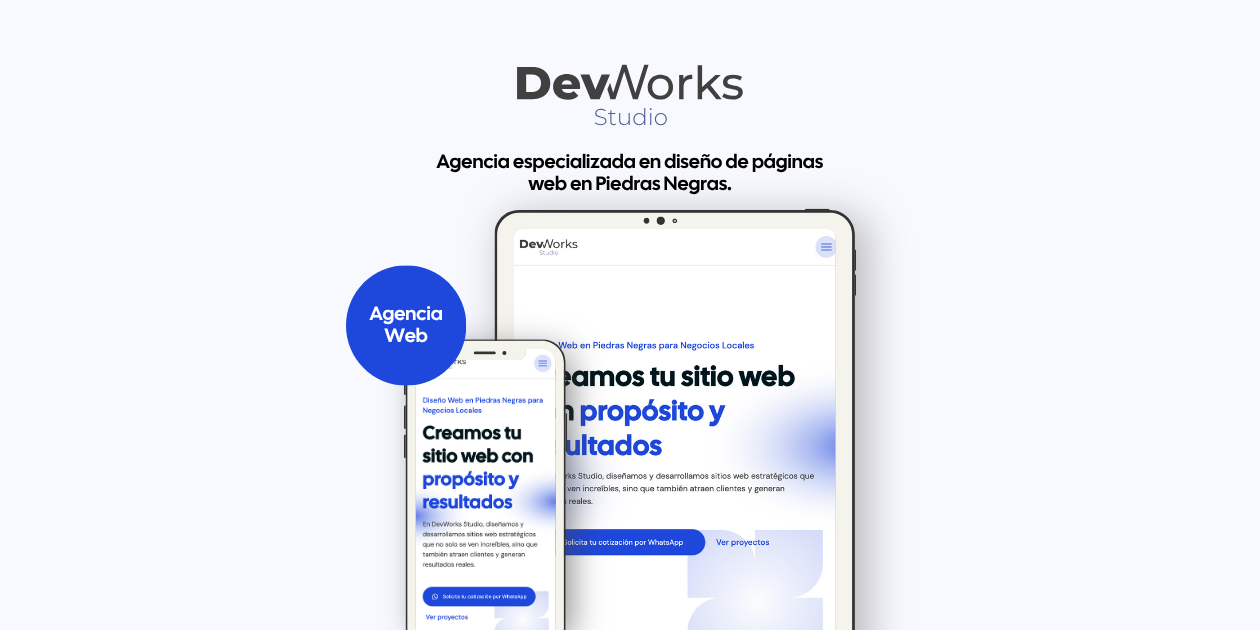 DevWorks
Studio
Agencia especializada en diseño de páginas
web en Piedras Negras.
Agencia
Web
DevWorks
Studio
Web en Piedras Negras para Negocios Locales
eamos tu sitio web
n propósito y
ultados
rks Studio, diseñamos y desarrollamos sitios web estratégicos que
ven increíbles, sino que también atraen clientes y generan
reales.
Solicita tu cotización por WhatsApp
Ver proyectos
Diseño Web en Piedras Negras para
Negocios Locales
Creamos tu
sitio web con
propósito y
resultados
En DevWorks Studio, diseñamos y
desarrollamos sitios web estratégicos
que no solo se ven increíbles, sino que
también atraen clientes y generan
resultados reales.
Solicita tu cotización por WhatsApp
Ver proyectos